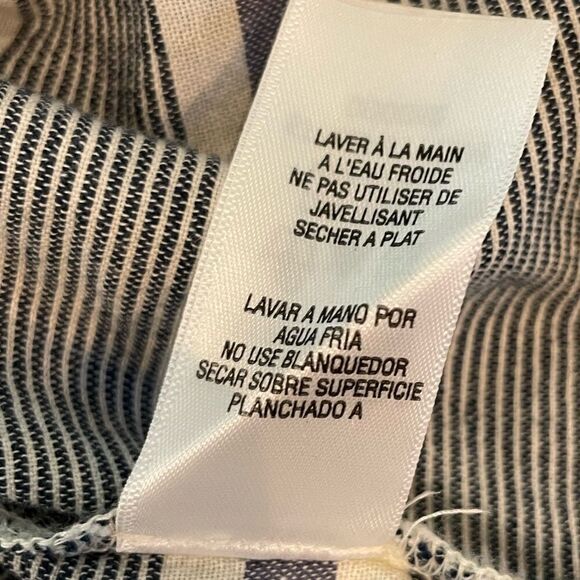 LAVER À LA MAIN
A L'EAU FROIDE
NE PAS UTILISER DE
JAVELLISANT
SECHER A PLAT
LAVAR A MANO POR
AGUA FRIA
NO USE BLANQUEDOR
SECAR SOBRE SUPERFICIE
PLANCHADO A